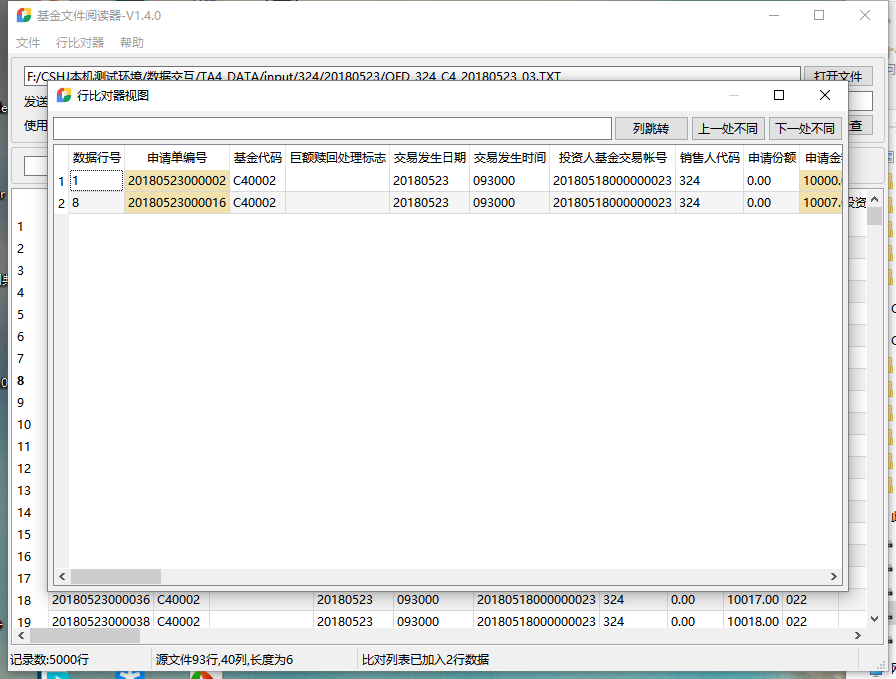 基金文件阅读器-V1.4.0
文件 行比对器 帮助
F:/CSHJ本机测试环境/数据交互/TA4_DATA/input/324/20180523/OFD_324_C4_20180523_03.TXT 打开文件
发送
使用 查
行比对器视图
列跳转 上一处不同 下一处不同
数据行号 申请单编号 基金代码 巨额赎回处理标志 交易发生日期 交易发生时间 投资人基金交易帐号 销售人代码 申请份额 申请金
1 1 20180523000002 C40002 20180523 093000 20180518000000023 324 0.00 10000.
2 8 20180523000016 C40002 20180523 093000 20180518000000023 324 0.00 10007.
投资
1
2
3
4
5
6
7
8
9
10
11
12
13
14
15
16
17
18 20180523000036 C40002 20180523 093000 20180518000000023 324 0.00 10017.00 022
19 20180523000038 C40002 20180523 093000 20180518000000023 324 0.00 10018.00 022
记录数:5000行 源文件93行,40列,长度为6 比对列表已加入2行数据